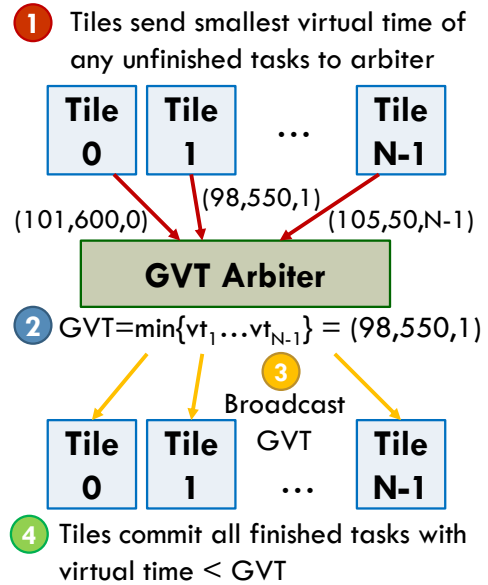 1 Tiles send smallest virtual time of
any unfinished tasks to arbiter
Tile 0 Tile 1 ... Tile N-1
(101,600,0) (98,550,1) (105,50,N-1)
GVT Arbiter
2 GVT=min{vt₁...vt_N-1} = (98,550,1)
3
Broadcast
GVT
Tile 0 Tile 1 ... Tile N-1
4 Tiles commit all finished tasks with
virtual time < GVT